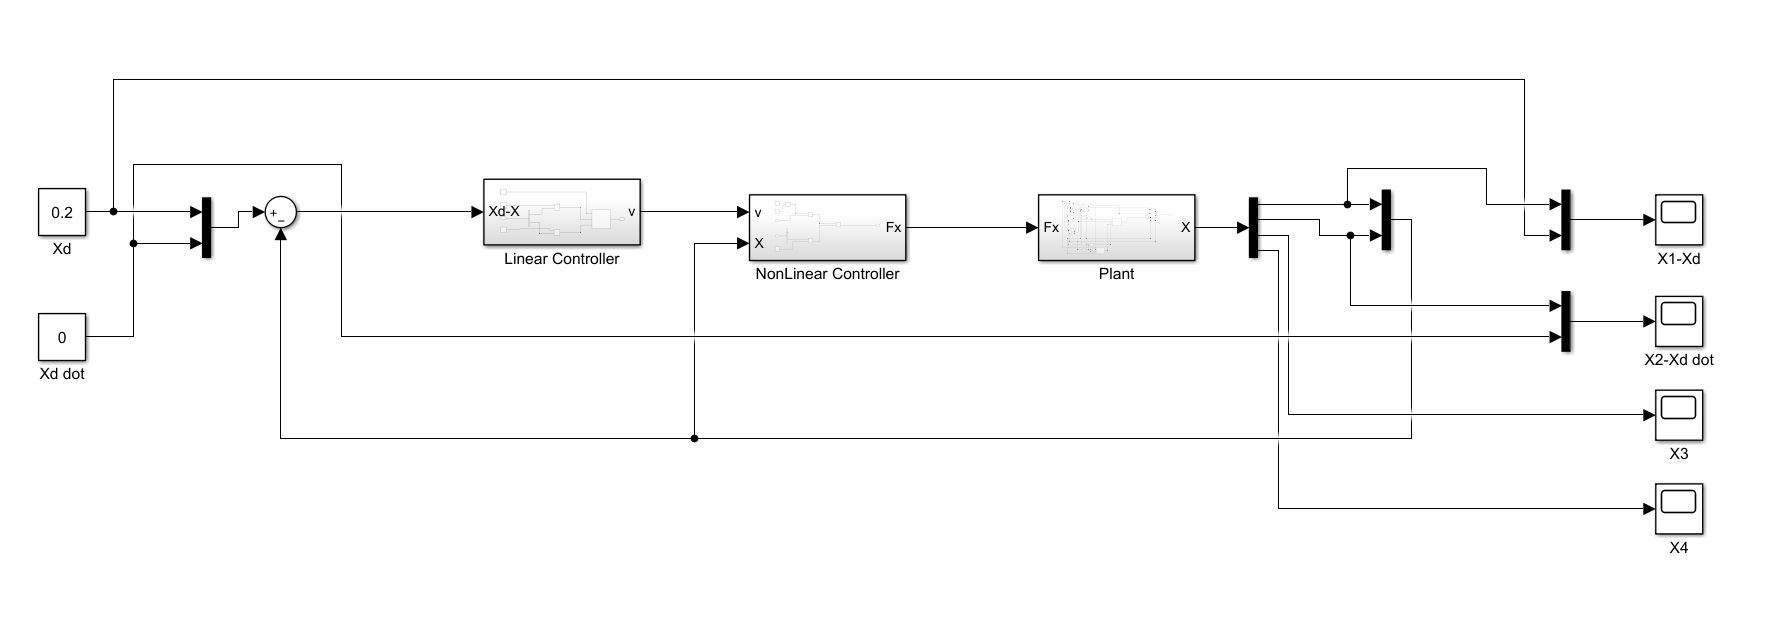 0.2
Xd
0
Xd dot
+
−
Xd-X
v
Linear Controller
v
X
Fx
NonLinear Controller
Fx
X
Plant
X1-Xd
X2-Xd dot
X3
X4